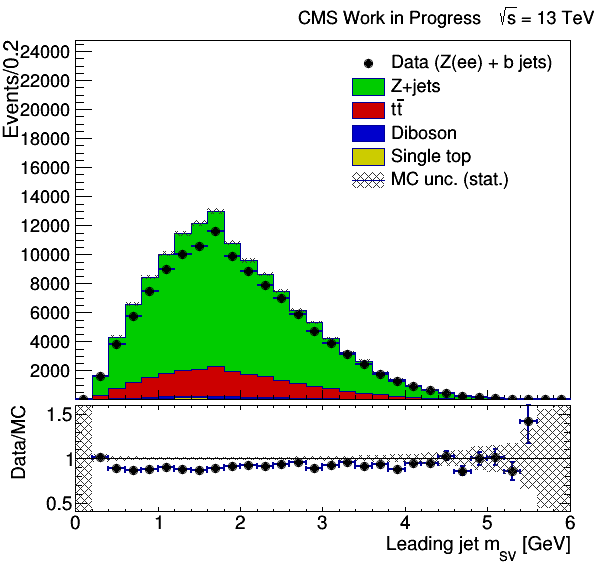 CMS Work in Progress √s = 13 TeV
Events/0.2
24000
22000
20000
18000
16000
14000
12000
10000
8000
6000
4000
2000
Data (Z(ee) + b jets)
Z+jets
tt̄
Diboson
Single top
MC unc. (stat.)
Data/MC
1.5
1
0.5
0 1 2 3 4 5 6
Leading jet m_SV [GeV]